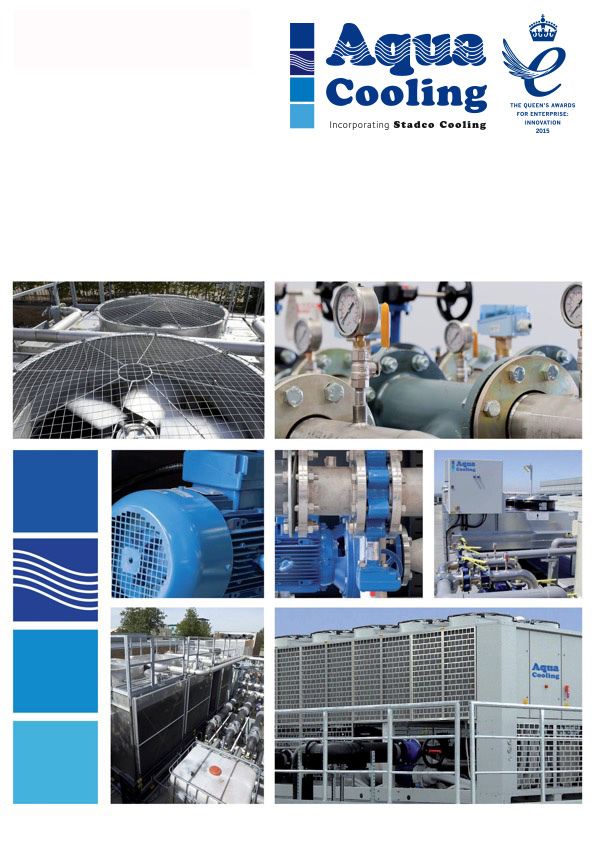 Aqua
Cooling
Incorporating Stadco Cooling
THE QUEEN'S AWARDS
FOR ENTERPRISE:
INNOVATION
2015
Aqua
Cooling
Aqua
Cooling